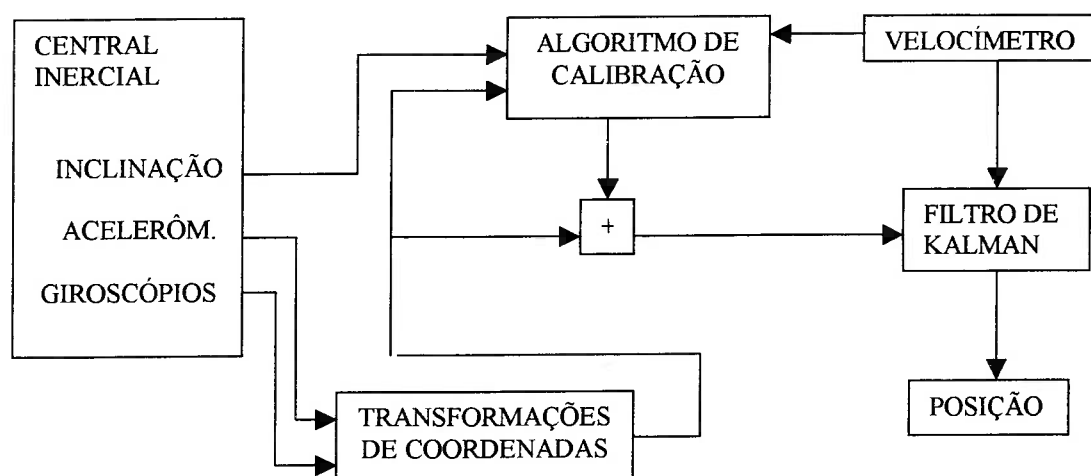 CENTRAL
INERCIAL
INCLINAÇÃO
ACELERÔM.
GIROSCÓPIOS
ALGORITMO DE
CALIBRAÇÃO
VELOCÍMETRO
+
FILTRO DE
KALMAN
POSIÇÃO
TRANSFORMAÇÕES
DE COORDENADAS